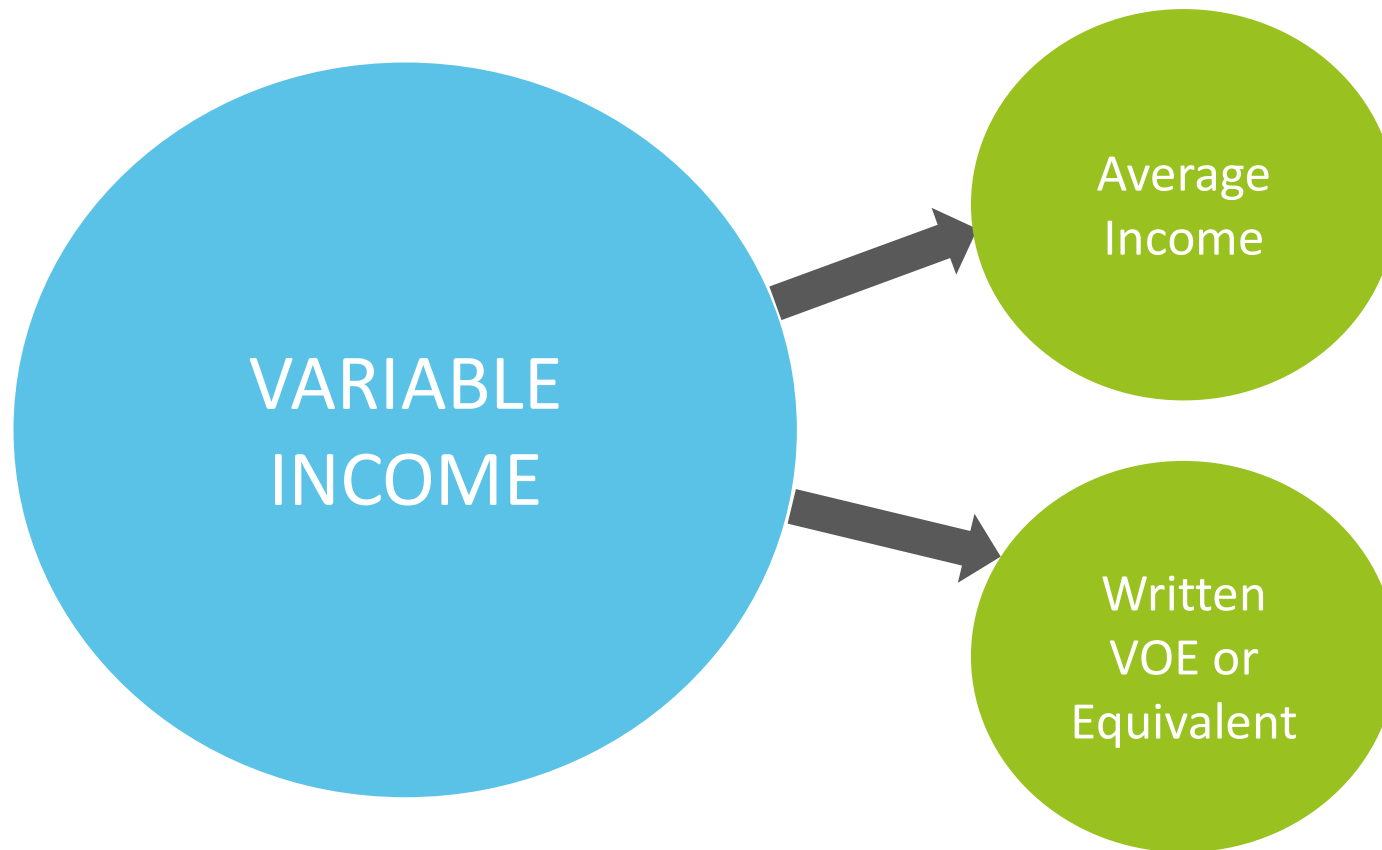 VARIABLE
INCOME
Average
Income
Written
VOE or
Equivalent